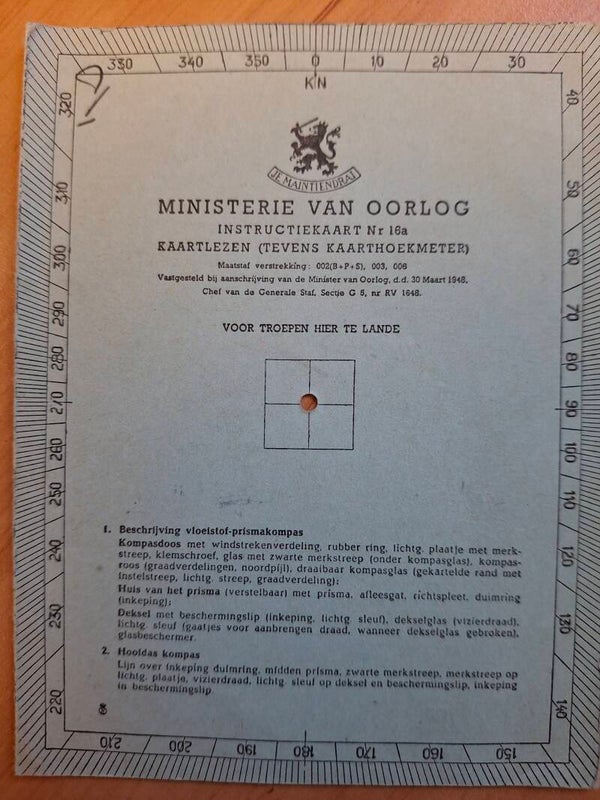 330 340 350 0 10 20 30
KN
320 40
JE MAINTIENDRAI
MINISTERIE VAN OORLOG
INSTRUCTIEKAART Nr 16a
KAARTLEZEN (TEVENS KAARTHOEKMETER)
Maatstaf verstrekking: 002(B+P+S), 003, 006
Vastgesteld bij aanschrijving van de Minister van Oorlog, d.d. 30 Maart 1948,
Chef van de Generale Staf, Sectie G 5, nr RV 1648.
VOOR TROEPEN HIER TE LANDE
310 50
300 60
290 70
280 80
270 90
260 100
250 110
240 120
230 130
220 140
1. Beschrijving vloeistof-prismakompas
Kompasdoos met windstrekenverdeling, rubber ring, lichtg. plaatje met merk-
streep, klemschroef, glas met zwarte merkstreep (onder kompasglas), kompas-
roos (graadverdelingen, noordpijl), draaibaar kompasglas (gekartelde rand met
instelstreep, lichtg. streep, graadverdeling);
Huis van het prisma (verstelbaar) met prisma, afleesgat, richtspleet, duimring
(inkeping);
Deksel met beschermingslip (inkeping, lichtg. sleuf), dekselglas (vizierdraad),
lichtg. sleuf (gaatjes voor aanbrengen draad, wanneer dekselglas gebroken),
glasbeschermer.
2. Hoofdas kompas
Lijn over inkeping duimring, midden prisma, zwarte merkstreep, merkstreep op
lichtg. plaatje, vizierdraad, lichtg. sleuf op deksel en beschermingslip, inkeping
in beschermingslip
210 200 190 180 170 160 150